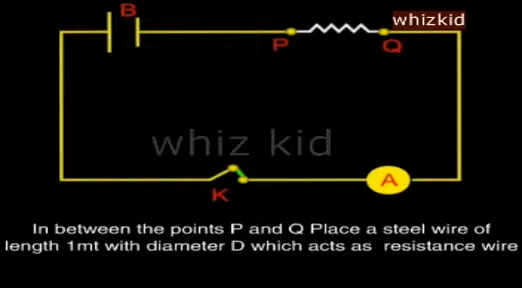 B
whizkid
P
Q
whiz kid
K
A
In between the points P and Q Place a steel wire of
length 1mt with diameter D which acts as resistance wire